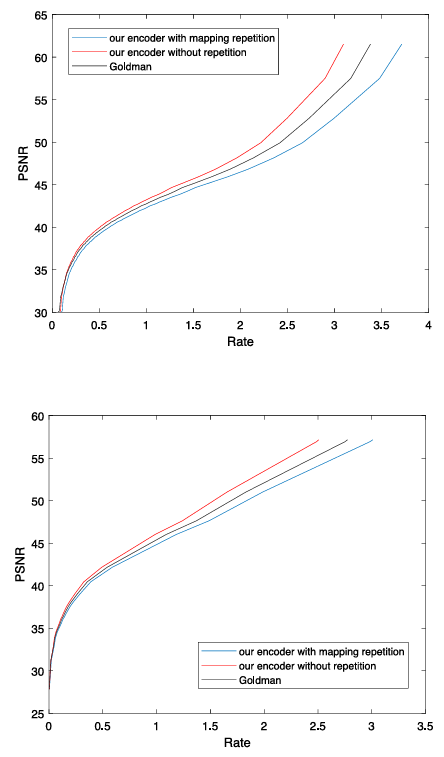 65
60
55
50
45
40
35
30
PSNR
our encoder with mapping repetition
our encoder without repetition
Goldman
0 0.5 1 1.5 2 2.5 3 3.5 4
Rate
60
55
50
45
40
35
30
25
PSNR
our encoder with mapping repetition
our encoder without repetition
Goldman
0 0.5 1 1.5 2 2.5 3 3.5
Rate